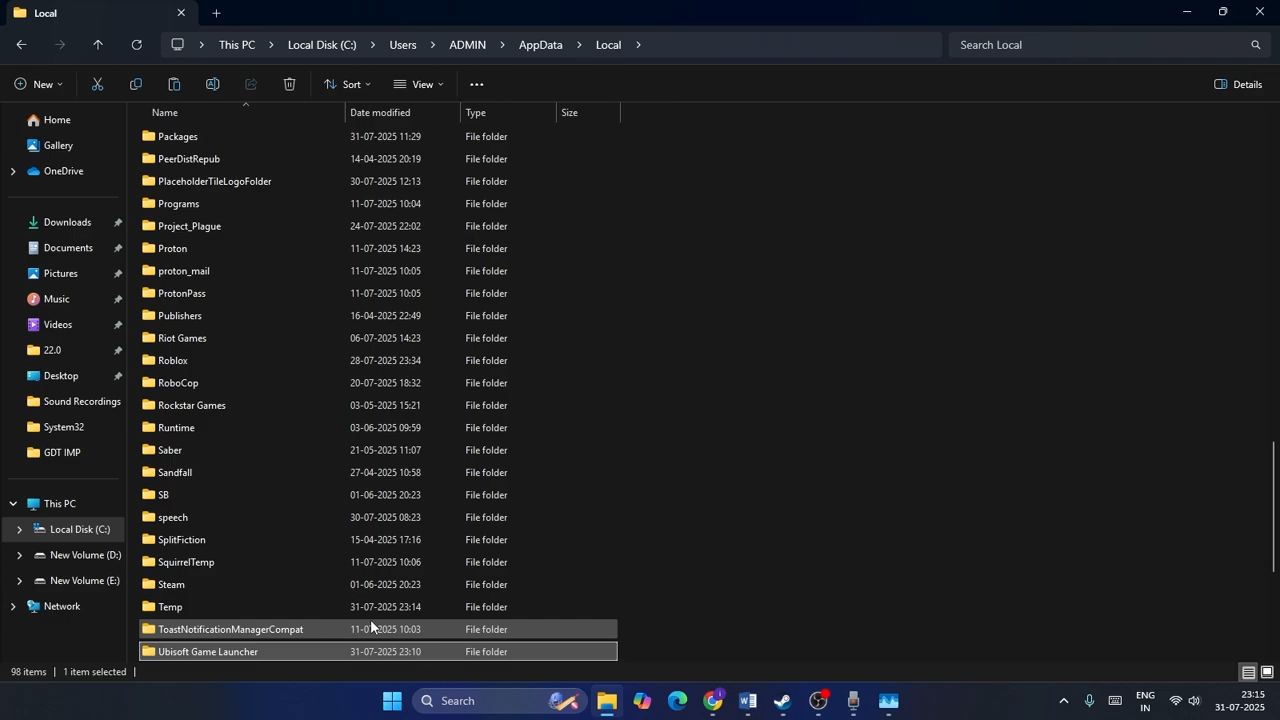 Local
This PC Local Disk (C:) Users ADMIN AppData Local Search Local
New Sort View Details
Name Date modified Type Size
Home
Gallery
OneDrive
Downloads
Documents
Pictures
Music
Videos
22.0
Desktop
Sound Recordings
System32
GDT IMP
This PC
Local Disk (C:)
New Volume (D:)
New Volume (E:)
Network
Packages 31-07-2025 11:29 File folder
PeerDistRepub 14-04-2025 20:19 File folder
PlaceholderTileLogoFolder 30-07-2025 12:13 File folder
Programs 11-07-2025 10:04 File folder
Project_Plague 24-07-2025 22:02 File folder
Proton 11-07-2025 14:23 File folder
proton_mail 11-07-2025 10:05 File folder
ProtonPass 11-07-2025 10:05 File folder
Publishers 16-04-2025 22:49 File folder
Riot Games 06-07-2025 14:23 File folder
Roblox 28-07-2025 23:34 File folder
RoboCop 20-07-2025 18:32 File folder
Rockstar Games 03-05-2025 15:21 File folder
Runtime 03-06-2025 09:59 File folder
Saber 21-05-2025 11:07 File folder
Sandfall 27-04-2025 10:58 File folder
SB 01-06-2025 20:23 File folder
speech 30-07-2025 08:23 File folder
SplitFiction 15-04-2025 17:16 File folder
SquirrelTemp 11-07-2025 10:06 File folder
Steam 01-06-2025 20:23 File folder
Temp 31-07-2025 23:14 File folder
ToastNotificationManagerCompat 11-07-2025 10:03 File folder
Ubisoft Game Launcher 31-07-2025 23:10 File folder
98 items 1 item selected
Search
ENG
IN
23:15
31-07-2025